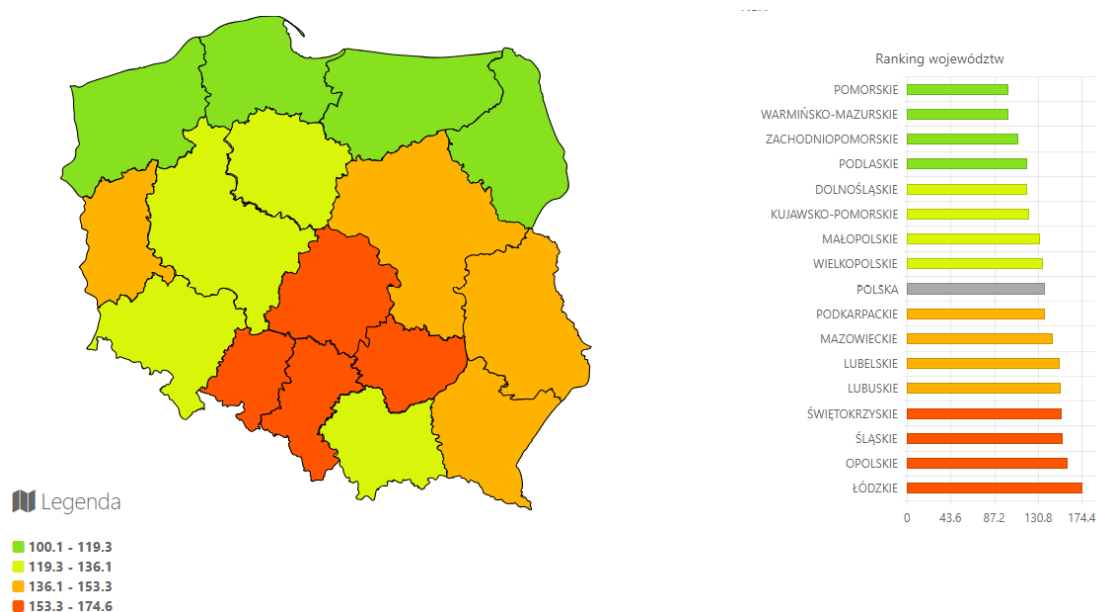 Ranking województw
POMORSKIE
WARMIŃSKO-MAZURSKIE
ZACHODNIOPOMORSKIE
PODLASKIE
DOLNOŚLĄSKIE
KUJAWSKO-POMORSKIE
MAŁOPOLSKIE
WIELKOPOLSKIE
POLSKA
PODKARPACKIE
MAZOWIECKIE
LUBELSKIE
LUBUSKIE
ŚWIĘTOKRZYSKIE
ŚLĄSKIE
OPOLSKIE
ŁÓDZKIE
0 43.6 87.2 130.8 174.4
Legenda
100.1 - 119.3
119.3 - 136.1
136.1 - 153.3
153.3 - 174.6